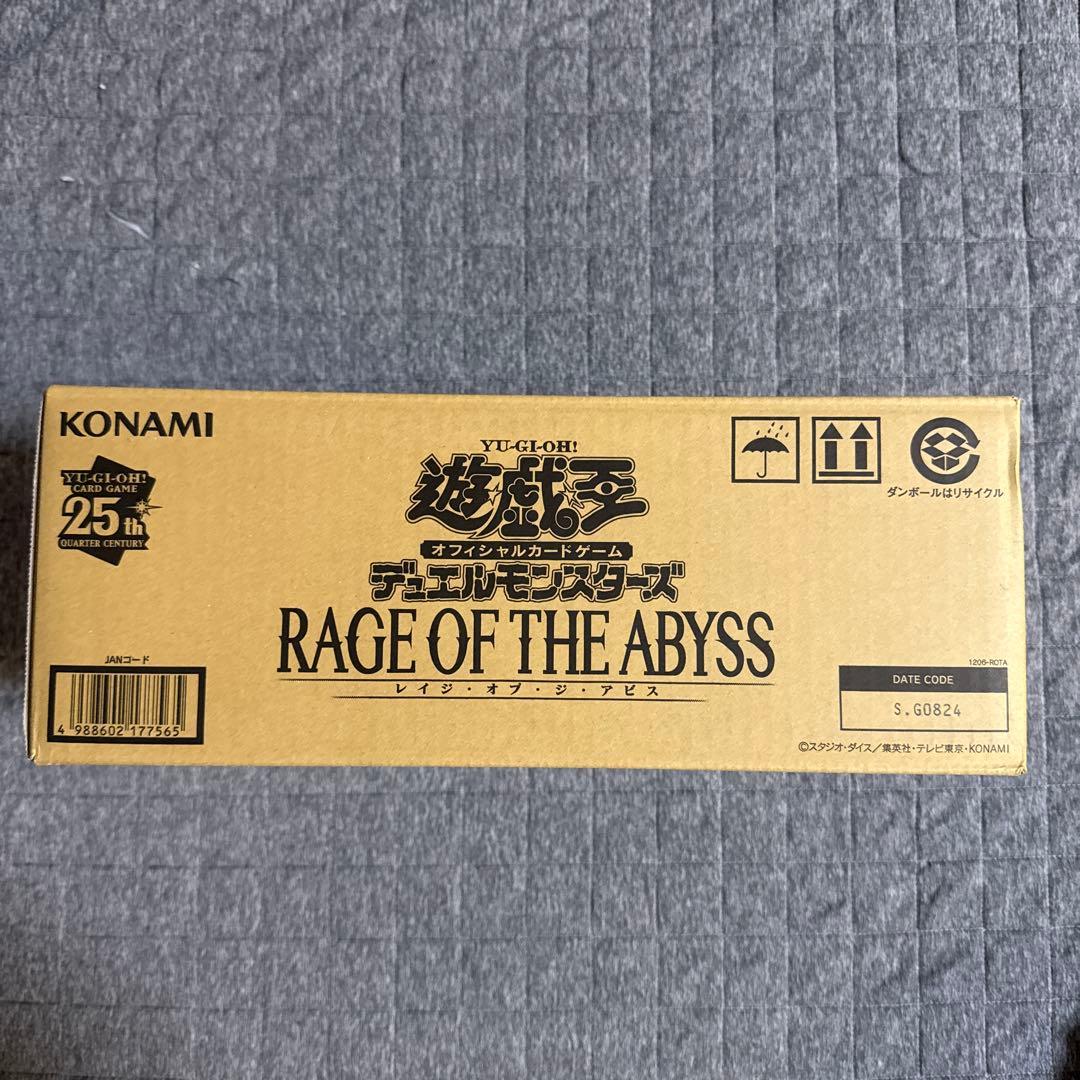 KONAMI
YU-GI-OH!
CARD GAME
25th
QUARTER CENTURY
YU-GI-OH!
遊戯王
オフィシャルカードゲーム
デュエルモンスターズ
RAGE OF THE ABYSS
レイジ・オブ・ジ・アビス
ダンボールはリサイクル
JANコード
4 988602 177565
1206-ROTA
DATE CODE
S.G0824
©スタジオ・ダイス／集英社・テレビ東京・KONAMI